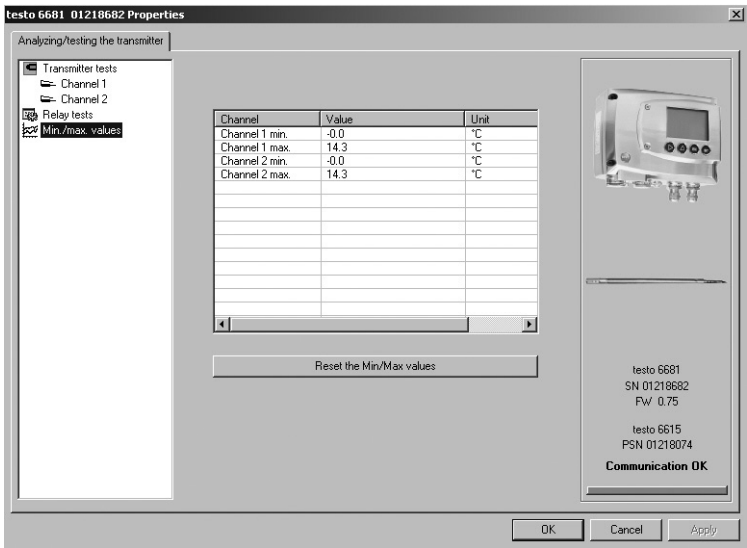 testo 6681 01218682 Properties
Analyzing/testing the transmitter
Transmitter tests
Channel 1
Channel 2
Relay tests
Min./max. values
Channel Value Unit
Channel 1 min. -0.0 °C
Channel 1 max. 14.3 °C
Channel 2 min. -0.0 °C
Channel 2 max. 14.3 °C
Reset the Min/Max values
testo 6681
SN 01218682
FW 0.75
testo 6615
PSN 01218074
Communication OK
OK Cancel Apply